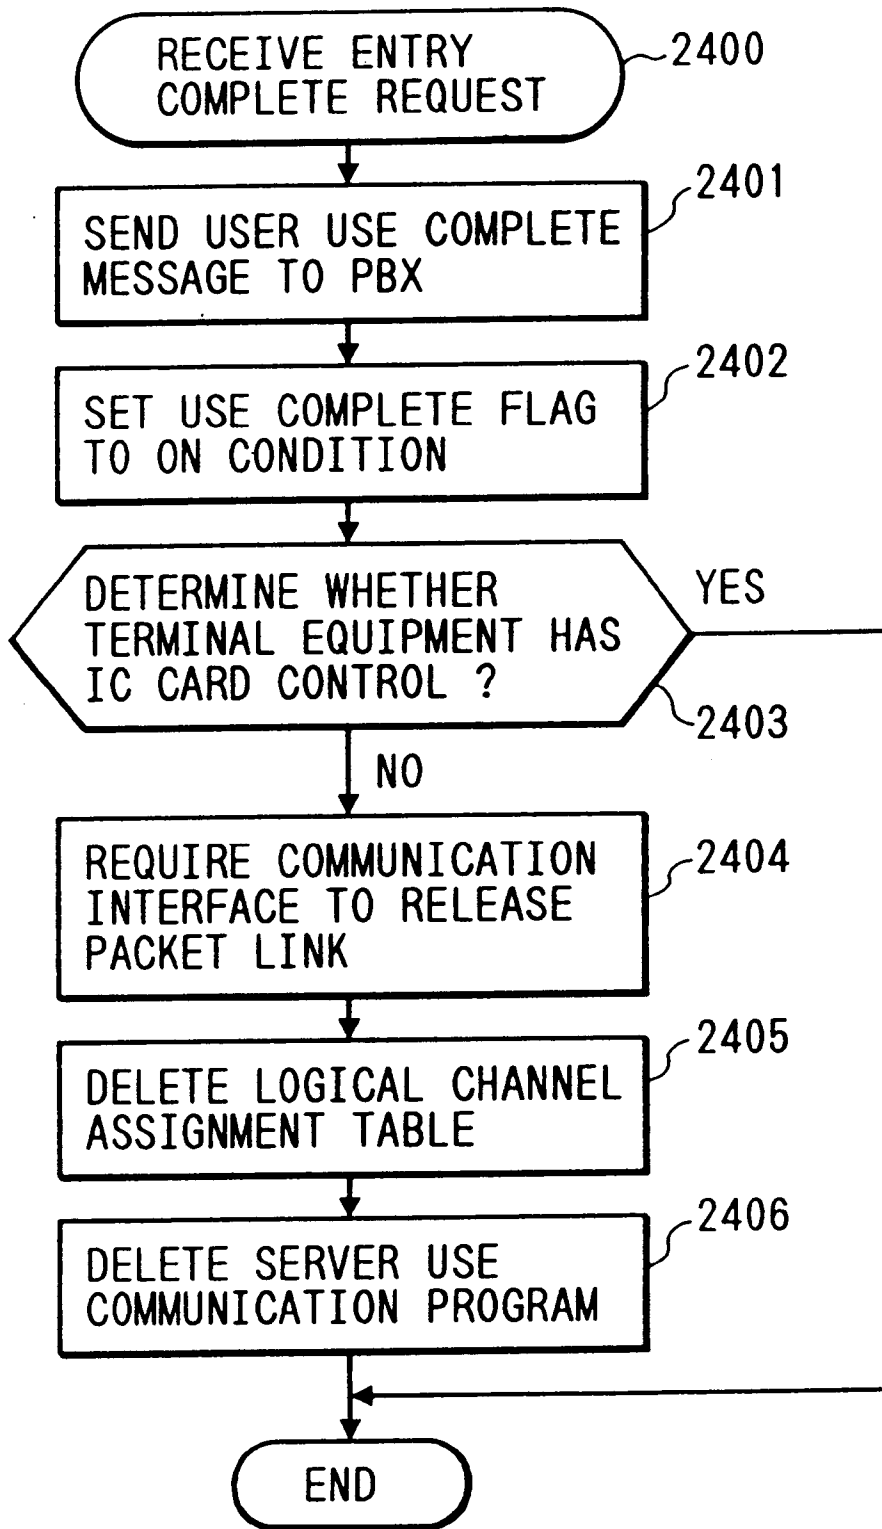 RECEIVE ENTRY
COMPLETE REQUEST
2400
2401
SEND USER USE COMPLETE
MESSAGE TO PBX
2402
SET USE COMPLETE FLAG
TO ON CONDITION
DETERMINE WHETHER
TERMINAL EQUIPMENT HAS
IC CARD CONTROL ?
YES
2403
NO
REQUIRE COMMUNICATION
INTERFACE TO RELEASE
PACKET LINK
2404
2405
DELETE LOGICAL CHANNEL
ASSIGNMENT TABLE
2406
DELETE SERVER USE
COMMUNICATION PROGRAM
END